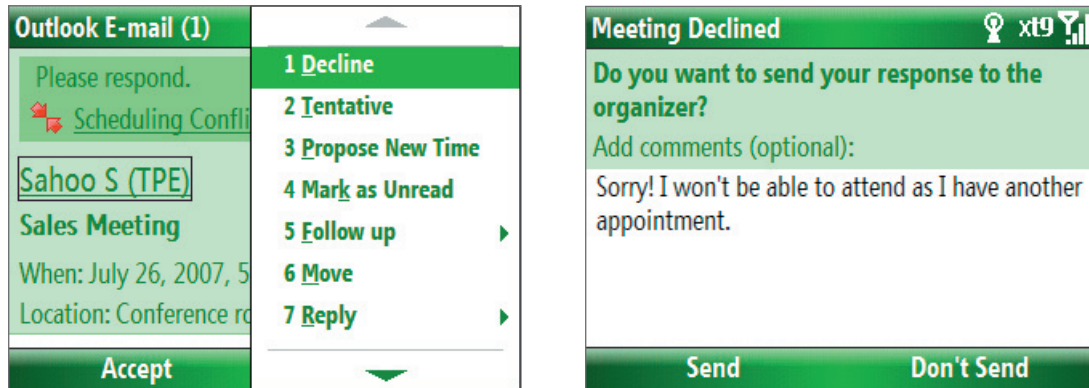 Outlook E-mail (1)
Please respond.
Scheduling Confli
Sahoo S (TPE)
Sales Meeting
When: July 26, 2007, 5
Location: Conference ro
Accept
1 Decline
2 Tentative
3 Propose New Time
4 Mark as Unread
5 Follow up
6 Move
7 Reply
Meeting Declined
xt9
Do you want to send your response to the
organizer?
Add comments (optional):
Sorry! I won't be able to attend as I have another
appointment.
Send Don't Send